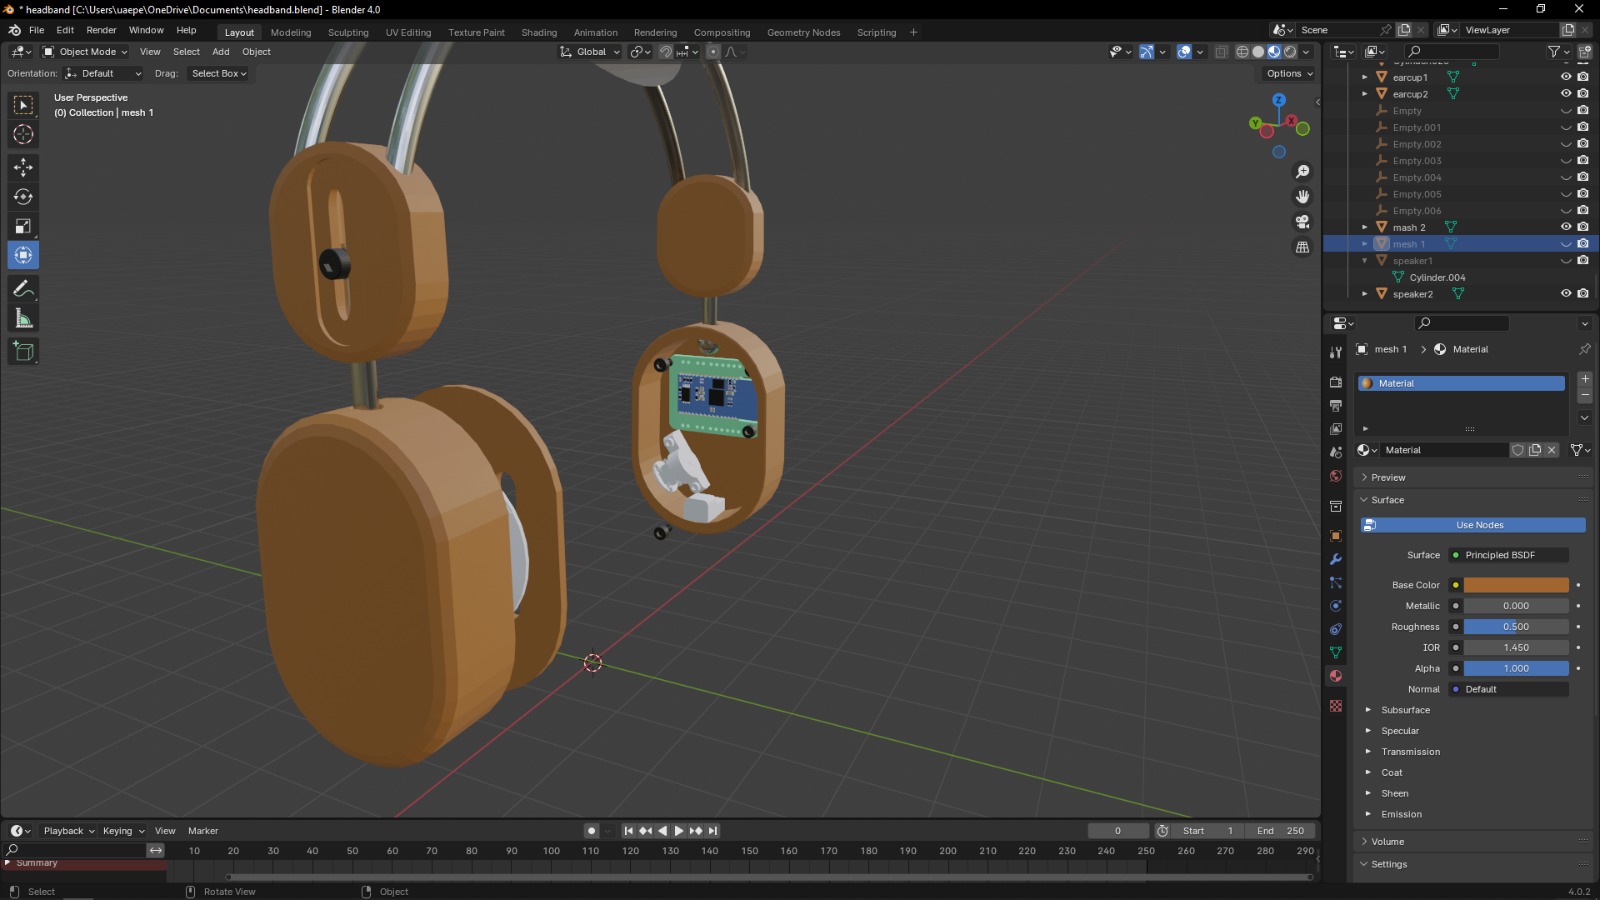 * headband [C:\Users\uaepe\OneDrive\Documents\headband.blend] - Blender 4.0
File Edit Render Window Help Layout Modeling Sculpting UV Editing Texture Paint Shading Animation Rendering Compositing Geometry Nodes Scripting + Scene ViewLayer
Object Mode View Select Add Object Global
Orientation: Default Drag: Select Box Options
User Perspective
(0) Collection | mesh 1
Z
Y
X
earcup1
earcup2
Empty
Empty.001
Empty.002
Empty.003
Empty.004
Empty.005
Empty.006
mash 2
mesh 1
speaker1
Cylinder.004
speaker2
mesh 1 > Material
Material
Material
Preview
Surface
Use Nodes
Surface Principled BSDF
Base Color
Metallic 0.000
Roughness 0.500
IOR 1.450
Alpha 1.000
Normal Default
Subsurface
Specular
Transmission
Coat
Sheen
Emission
Volume
Settings
Playback Keying View Marker 0 Start 1 End 250
10 20 30 40 50 60 70 80 90 100 110 120 130 140 150 160 170 180 190 200 210 220 230 240 250 260 270 280 290
Summary
Select Rotate View Object 4.0.2